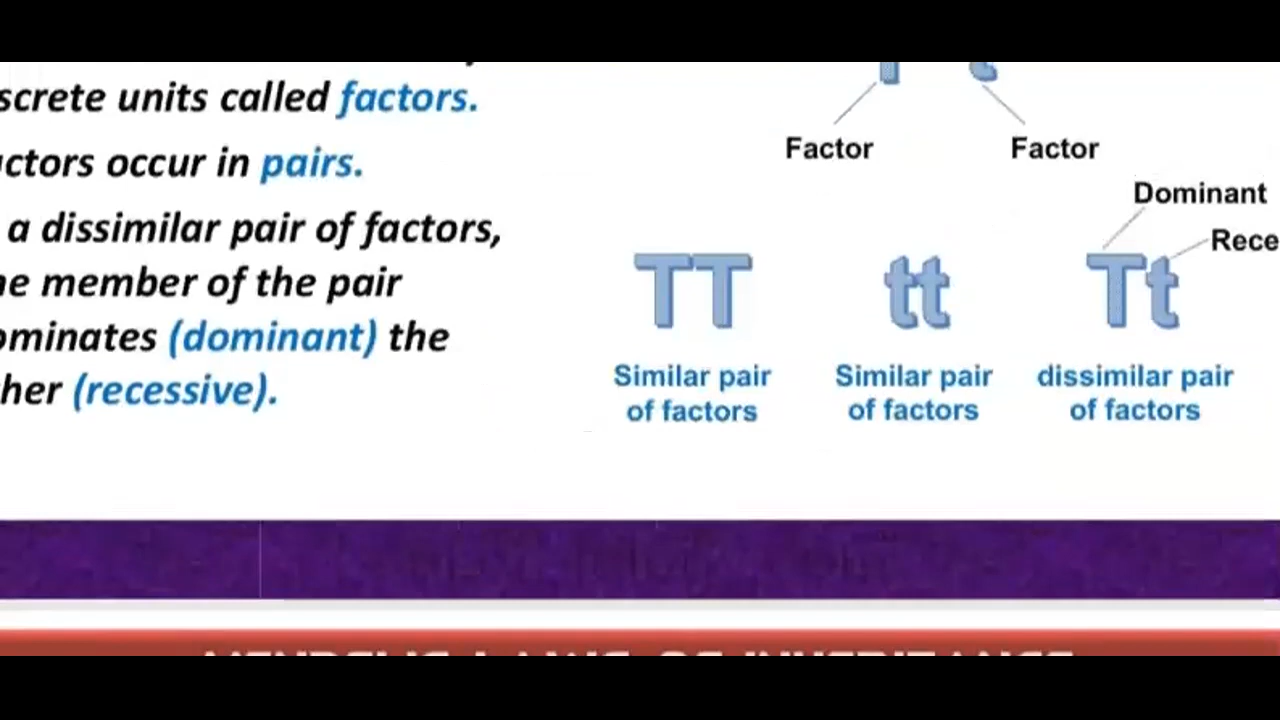 screte units called factors.
ctors occur in pairs.
a dissimilar pair of factors,
ne member of the pair
ominates (dominant) the
her (recessive).
Factor Factor
Dominant
Rece
TT tt Tt
Similar pair of factors
Similar pair of factors
dissimilar pair of factors
MENDEL'S LAWS OF INHERITANCE